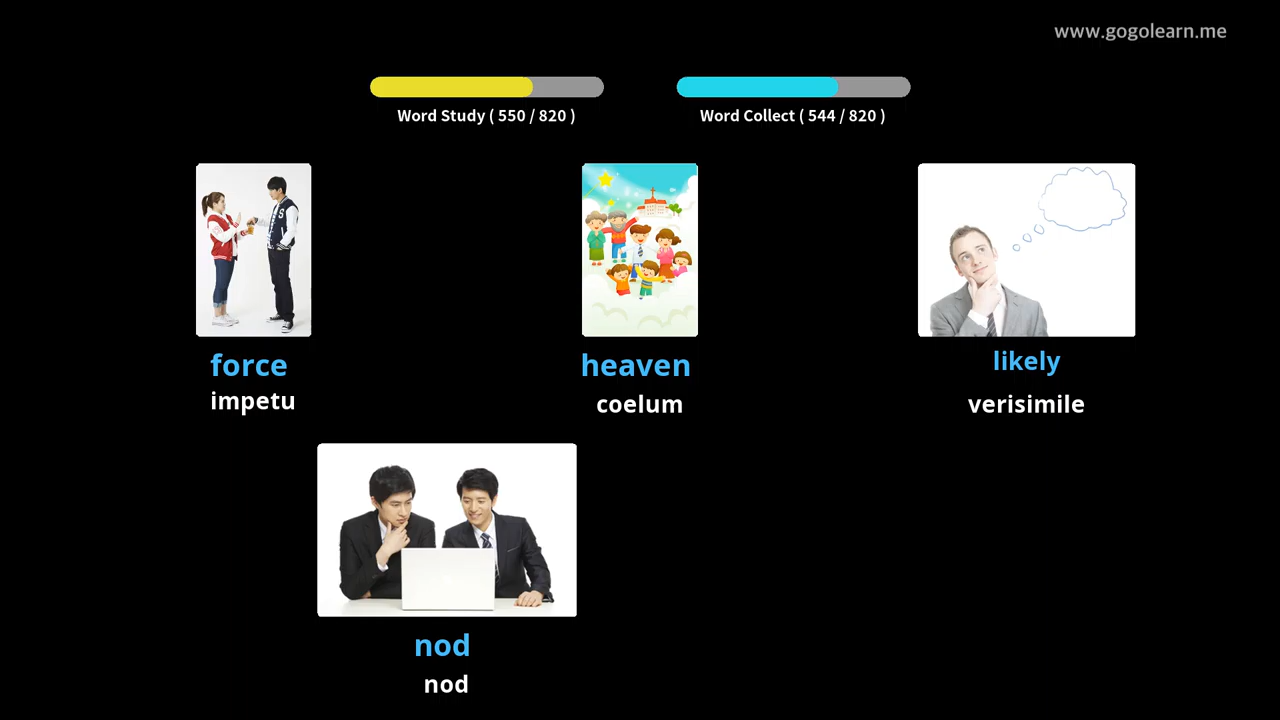 www.gogolearn.me
Word Study ( 550 / 820 )
Word Collect ( 544 / 820 )
force
impetu
heaven
coelum
likely
verisimile
nod
nod